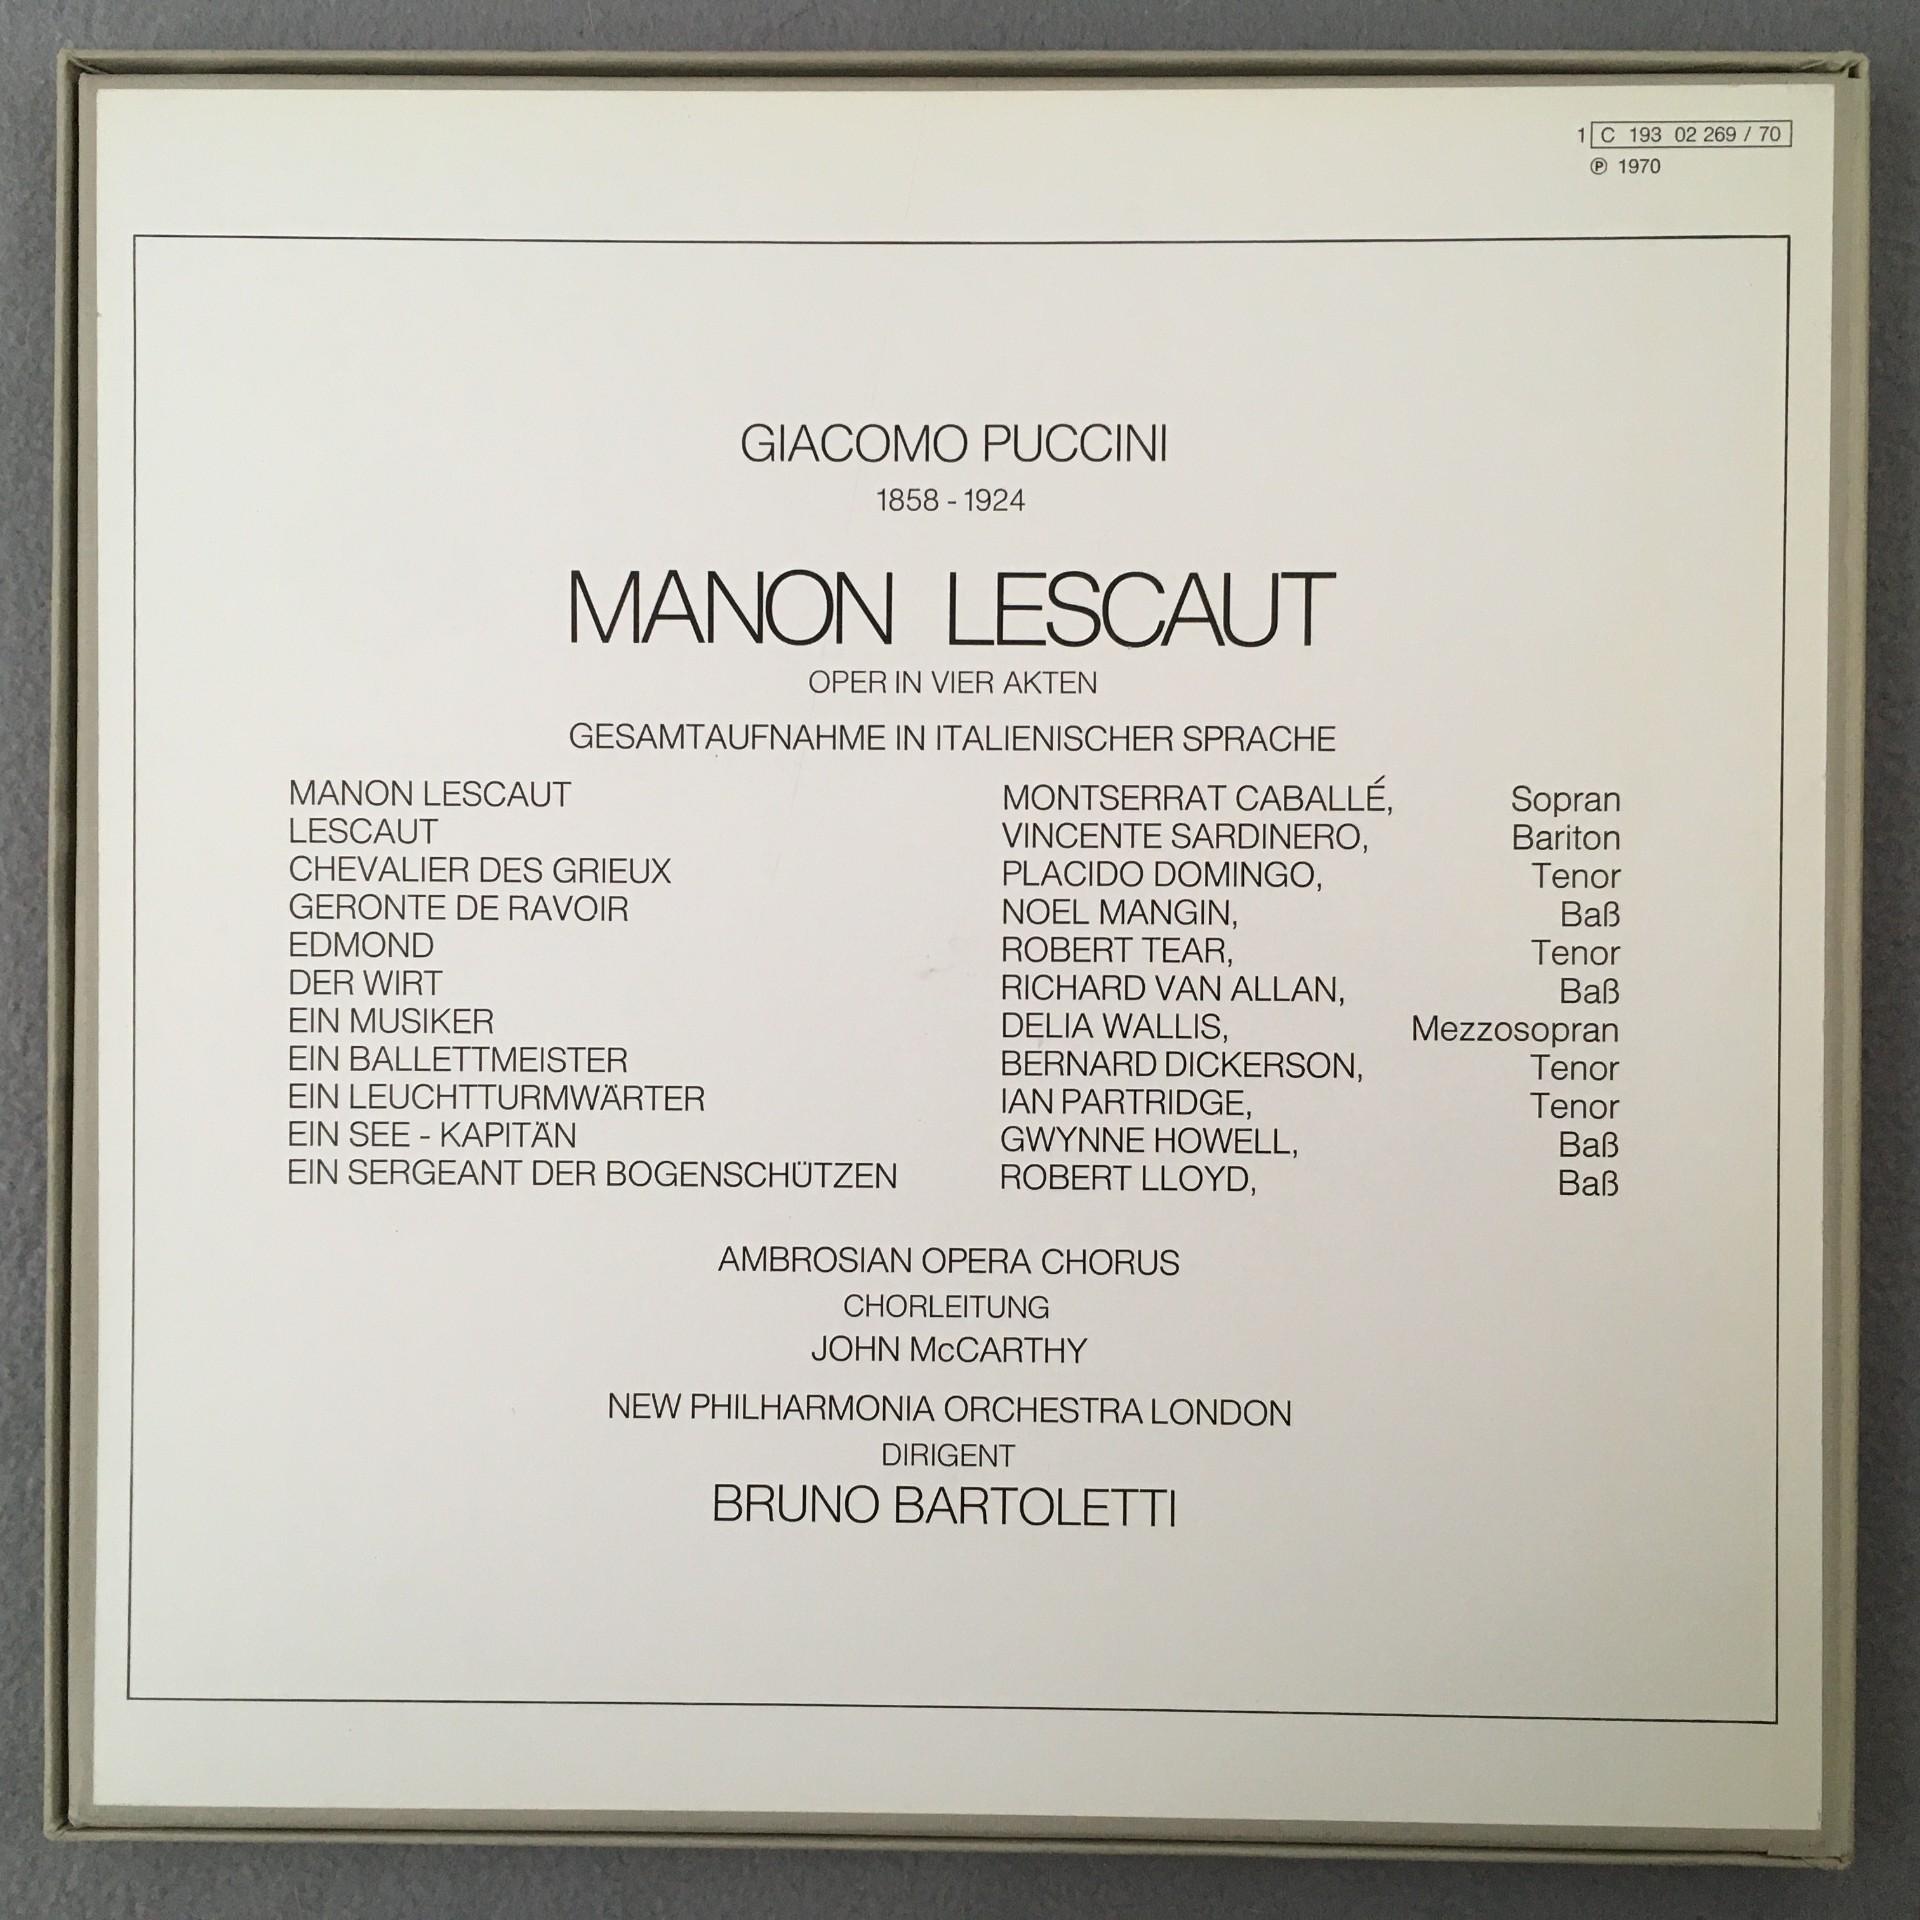 1 C 193 02 269 / 70
℗ 1970
GIACOMO PUCCINI
1858 - 1924
MANON LESCAUT
OPER IN VIER AKTEN
GESAMTAUFNAHME IN ITALIENISCHER SPRACHE
MANON LESCAUT MONTSERRAT CABALLÉ, Sopran
LESCAUT VINCENTE SARDINERO, Bariton
CHEVALIER DES GRIEUX PLACIDO DOMINGO, Tenor
GERONTE DE RAVOIR NOEL MANGIN, Baß
EDMOND ROBERT TEAR, Tenor
DER WIRT RICHARD VAN ALLAN, Baß
EIN MUSIKER DELIA WALLIS, Mezzosopran
EIN BALLETTMEISTER BERNARD DICKERSON, Tenor
EIN LEUCHTTURMWÄRTER IAN PARTRIDGE, Tenor
EIN SEE - KAPITÄN GWYNNE HOWELL, Baß
EIN SERGEANT DER BOGENSCHÜTZEN ROBERT LLOYD, Baß
AMBROSIAN OPERA CHORUS
CHORLEITUNG
JOHN McCARTHY
NEW PHILHARMONIA ORCHESTRA LONDON
DIRIGENT
BRUNO BARTOLETTI